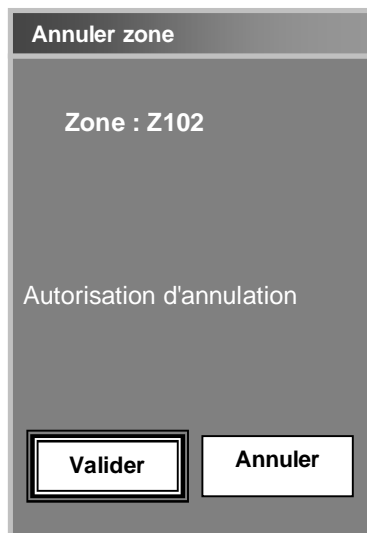 Annuler zone
Zone : Z102
Autorisation d'annulation
Valider
Annuler